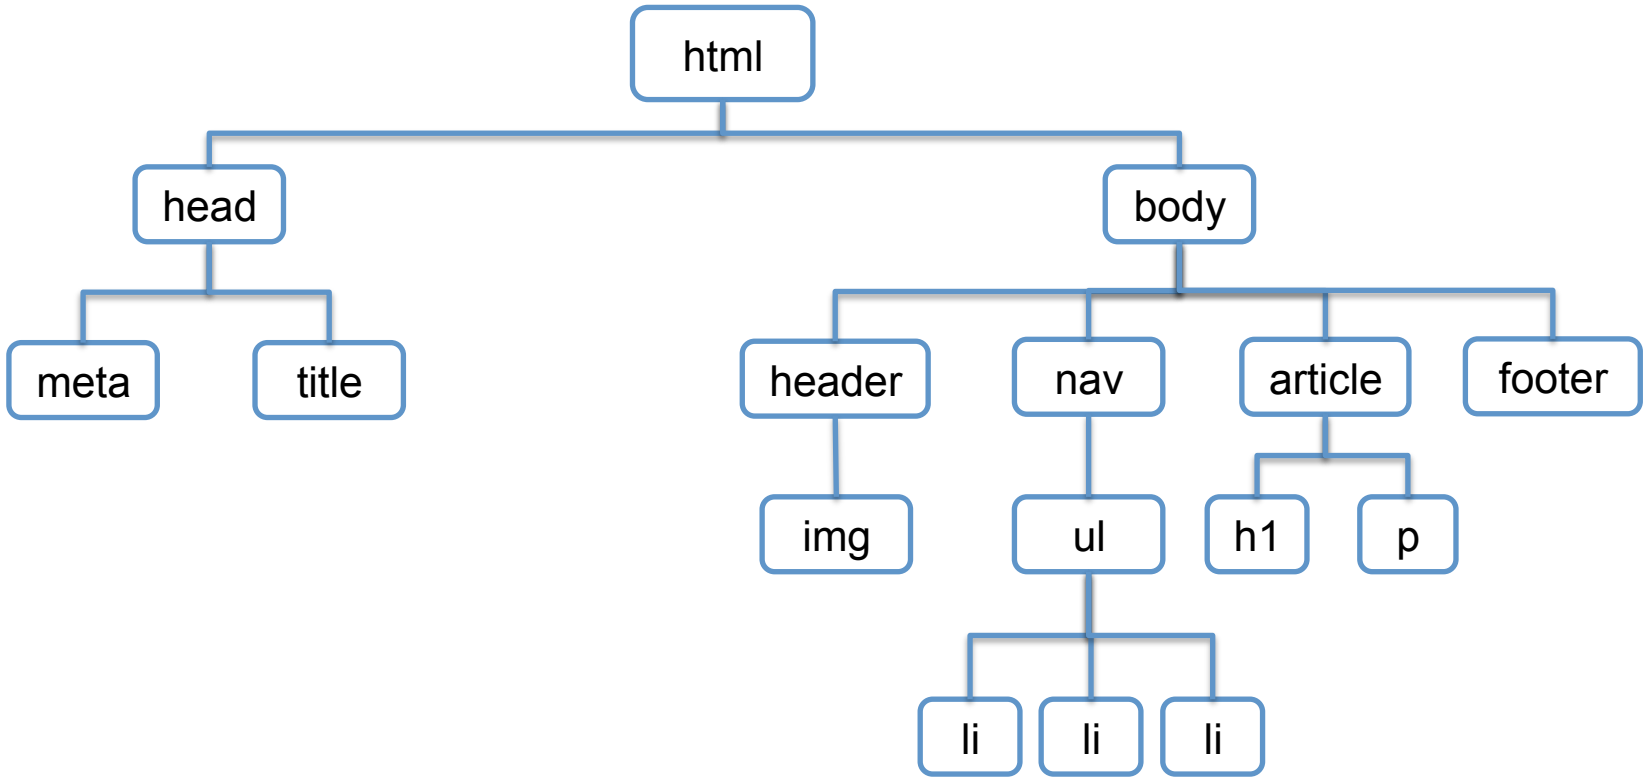 html
head
body
meta
title
header
nav
article
footer
img
ul
h1
p
li
li
li